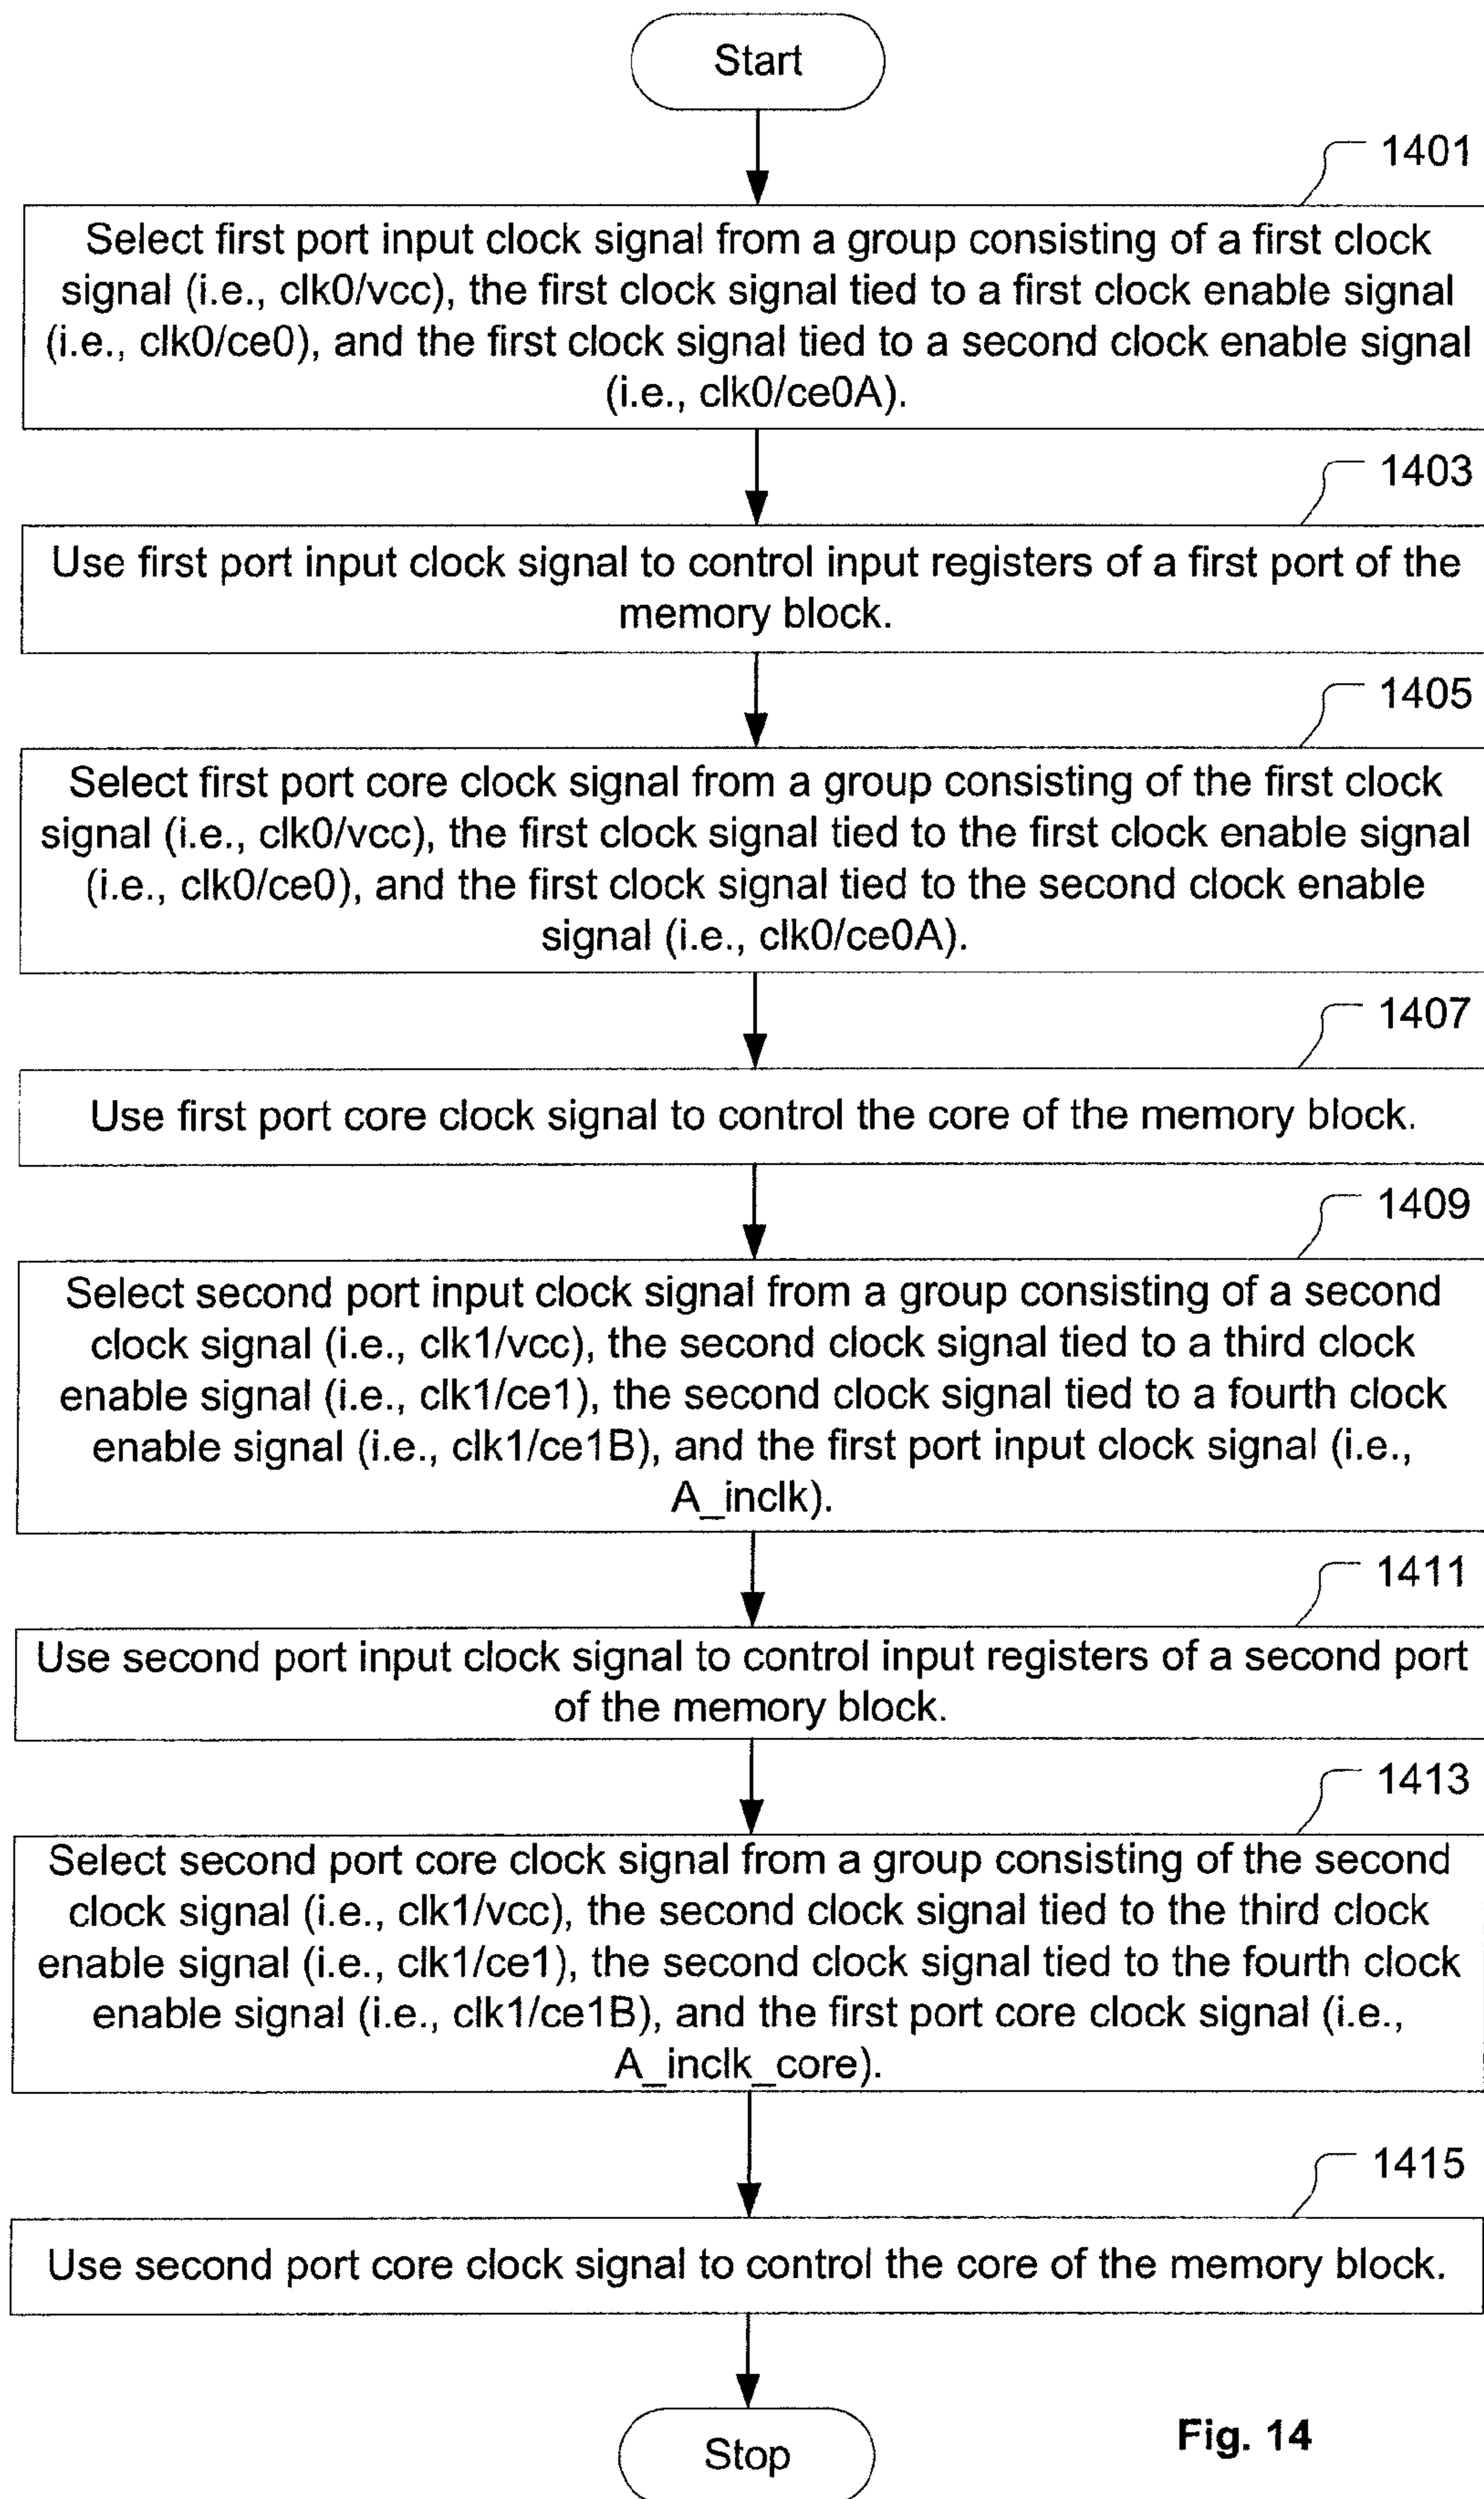 Start
1401
Select first port input clock signal from a group consisting of a first clock
signal (i.e., clk0/vcc), the first clock signal tied to a first clock enable signal
(i.e., clk0/ce0), and the first clock signal tied to a second clock enable signal
(i.e., clk0/ce0A).
1403
Use first port input clock signal to control input registers of a first port of the
memory block.
1405
Select first port core clock signal from a group consisting of the first clock
signal (i.e., clk0/vcc), the first clock signal tied to the first clock enable signal
(i.e., clk0/ce0), and the first clock signal tied to the second clock enable
signal (i.e., clk0/ce0A).
1407
Use first port core clock signal to control the core of the memory block.
1409
Select second port input clock signal from a group consisting of a second
clock signal (i.e., clk1/vcc), the second clock signal tied to a third clock
enable signal (i.e., clk1/ce1), the second clock signal tied to a fourth clock
enable signal (i.e., clk1/ce1B), and the first port input clock signal (i.e.,
A_inclk).
1411
Use second port input clock signal to control input registers of a second port
of the memory block.
1413
Select second port core clock signal from a group consisting of the second
clock signal (i.e., clk1/vcc), the second clock signal tied to the third clock
enable signal (i.e., clk1/ce1), the second clock signal tied to the fourth clock
enable signal (i.e., clk1/ce1B), and the first port core clock signal (i.e.,
A_inclk_core).
1415
Use second port core clock signal to control the core of the memory block.
Stop
Fig. 14